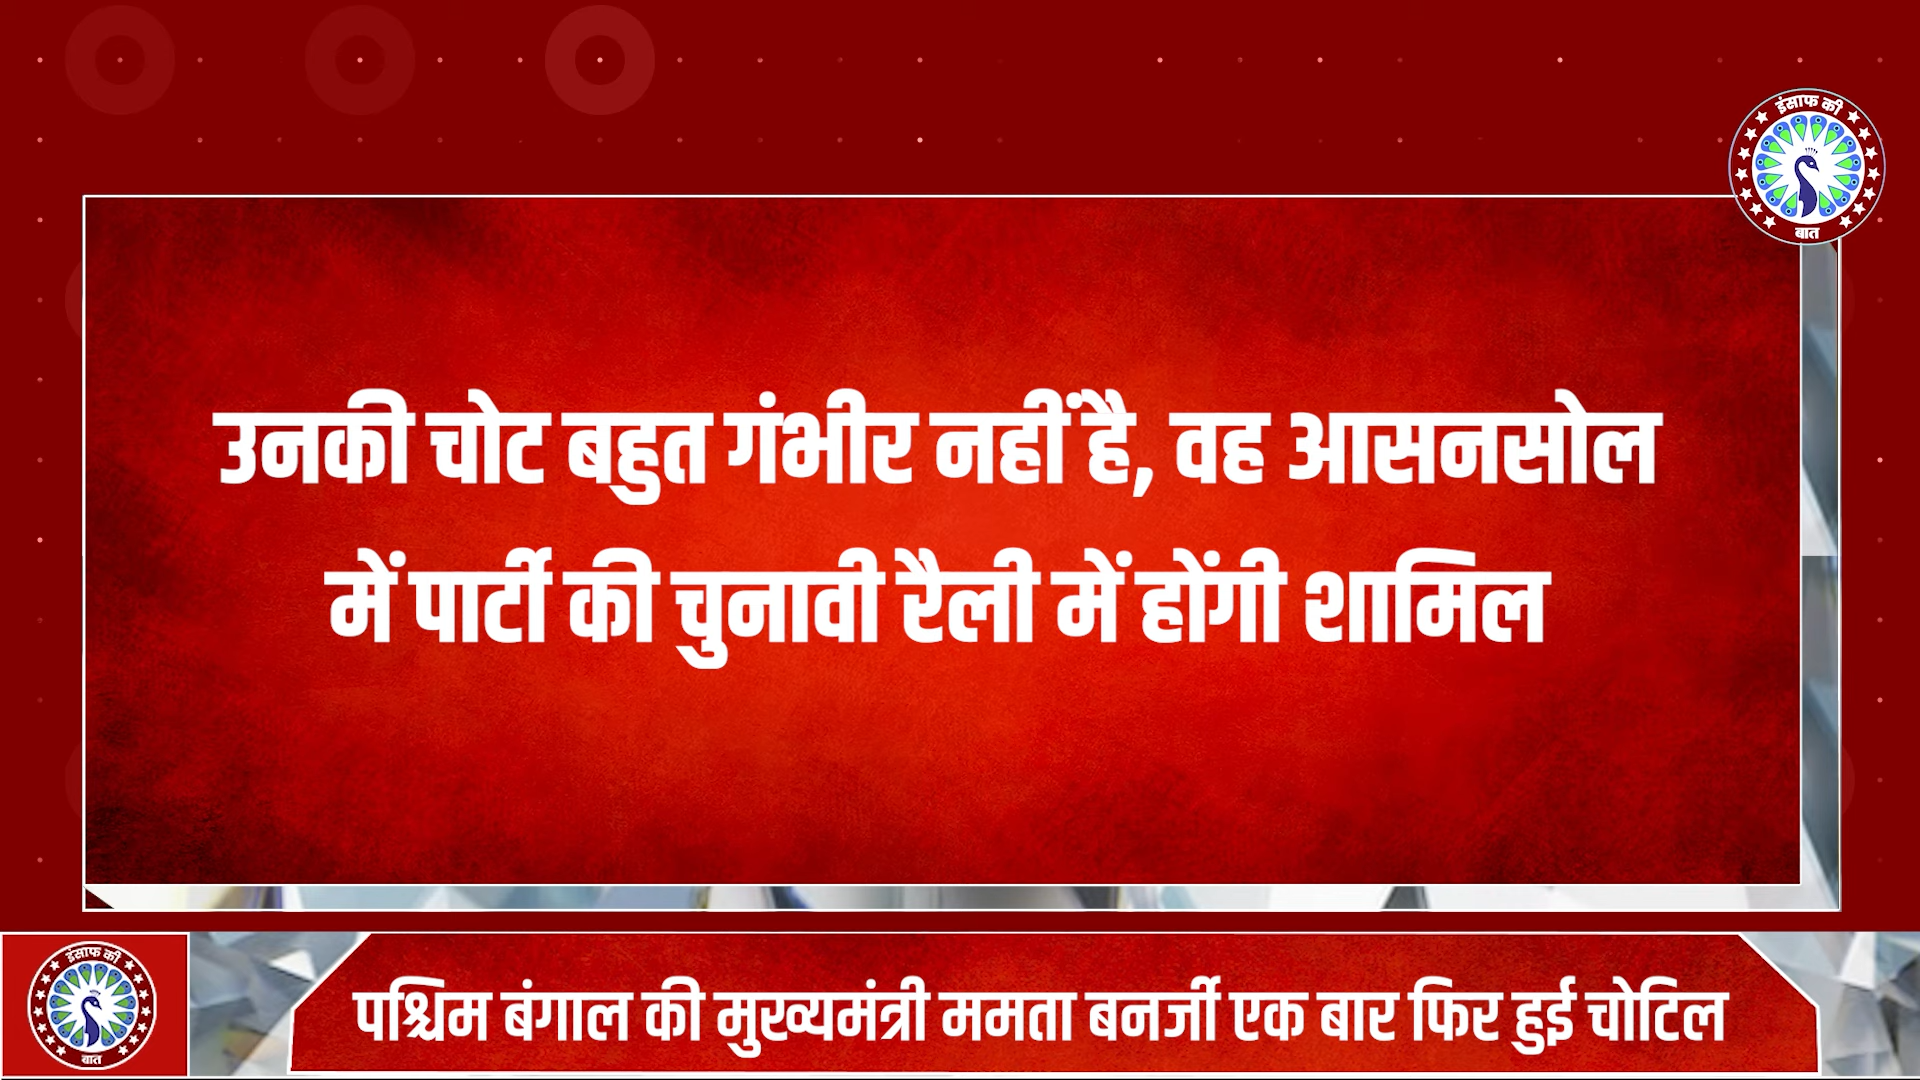 इंसाफ की
बात
उनकी चोट बहुत गंभीर नहीं है, वह आसनसोल
में पार्टी की चुनावी रैली में होंगी शामिल
इंसाफ की
बात
पश्चिम बंगाल की मुख्यमंत्री ममता बनर्जी एक बार फिर हुई चोटिल